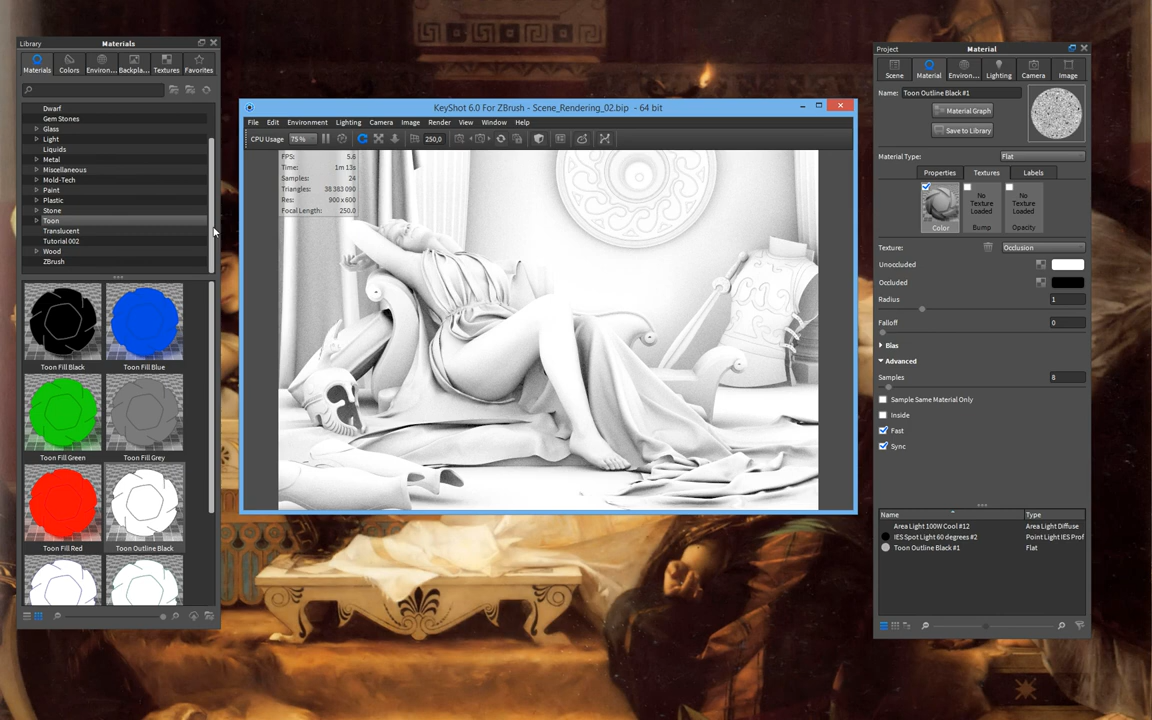 Library
Materials
Materials Colors Environ... Backpla... Textures Favorites
Dwarf
Gem Stones
Glass
Light
Liquids
Metal
Miscellaneous
Mold-Tech
Paint
Plastic
Stone
Toon
Translucent
Tutorial 002
Wood
ZBrush
Toon Fill Black
Toon Fill Blue
Toon Fill Green
Toon Fill Grey
Toon Fill Red
Toon Outline Black
KeyShot 6.0 For ZBrush - Scene_Rendering_02.bip - 64 bit
File Edit Environment Lighting Camera Image Render View Window Help
CPU Usage 75 % 250,0
FPS: 5.6
Time: 1m 13s
Samples: 24
Triangles: 38 383 090
Res: 900 x 600
Focal Length: 250.0
Project
Material
Scene Material Environ... Lighting Camera Image
Name: Toon Outline Black #1
Material Graph
Save to Library
Material Type: Flat
Properties Textures Labels
No Texture Loaded
No Texture Loaded
Color Bump Opacity
Texture: Occlusion
Unoccluded
Occluded
Radius 1
Falloff 0
Bias
Advanced
Samples 8
Sample Same Material Only
Inside
Fast
Sync
Name Type
Area Light 100W Cool #12 Area Light Diffuse
IES Spot Light 60 degrees #2 Point Light IES Prof
Toon Outline Black #1 Flat